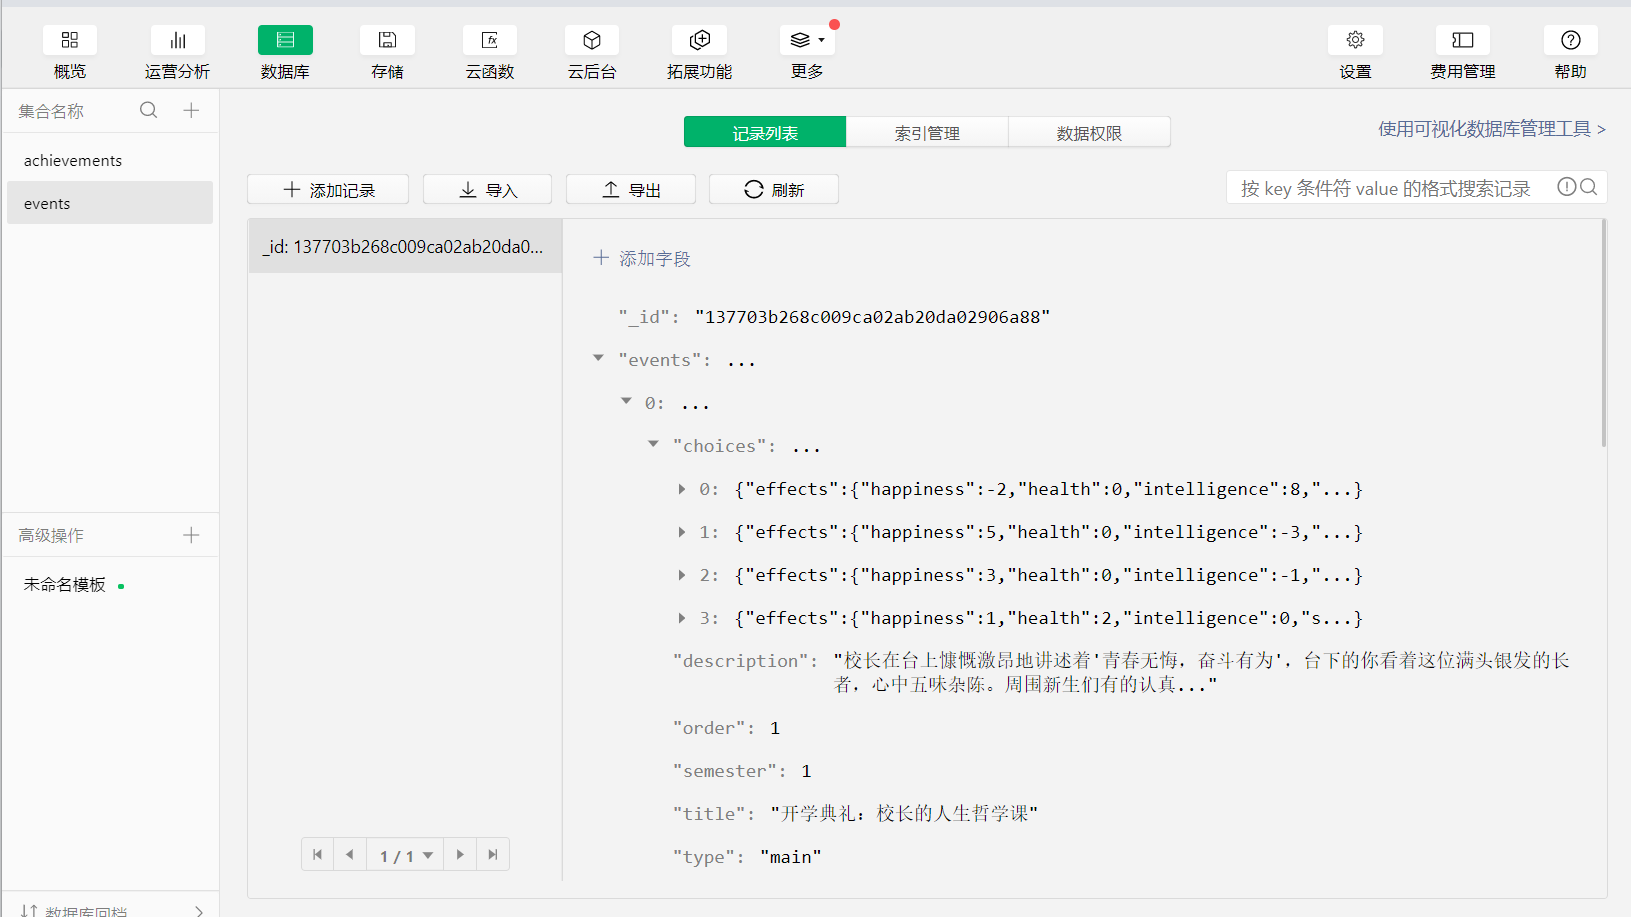 概览
运营分析
数据库
存储
云函数
云后台
拓展功能
更多
设置
费用管理
帮助
集合名称
achievements
events
高级操作
未命名模板
数据库回档
记录列表
索引管理
数据权限
使用可视化数据库管理工具 >
添加记录
导入
导出
刷新
按 key 条件符 value 的格式搜索记录
_id: 137703b268c009ca02ab20da0...
1 / 1
添加字段
"_id": "137703b268c009ca02ab20da02906a88"
"events": ...
0: ...
"choices": ...
0: {"effects":{"happiness":-2,"health":0,"intelligence":8,"...}
1: {"effects":{"happiness":5,"health":0,"intelligence":-3,"...}
2: {"effects":{"happiness":3,"health":0,"intelligence":-1,"...}
3: {"effects":{"happiness":1,"health":2,"intelligence":0,"s...}
"description": "校长在台上慷慨激昂地讲述着'青春无悔，奋斗有为'，台下的你看着这位满头银发的长
者，心中五味杂陈。周围新生们有的认真..."
"order": 1
"semester": 1
"title": "开学典礼：校长的人生哲学课"
"type": "main"